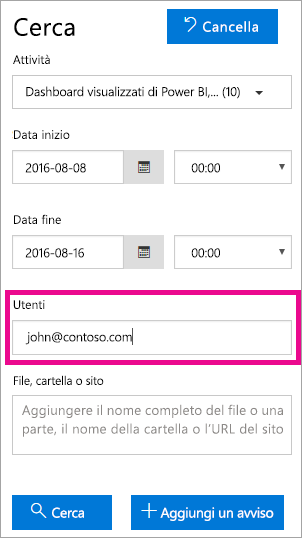 Cerca
Cancella
Attività
Dashboard visualizzati di Power BI,... (10)
Data inizio
2016-08-08
00:00
Data fine
2016-08-16
00:00
Utenti
john@contoso.com
File, cartella o sito
Aggiungere il nome completo del file o una
parte, il nome della cartella o l'URL del sito
Cerca
Aggiungi un avviso